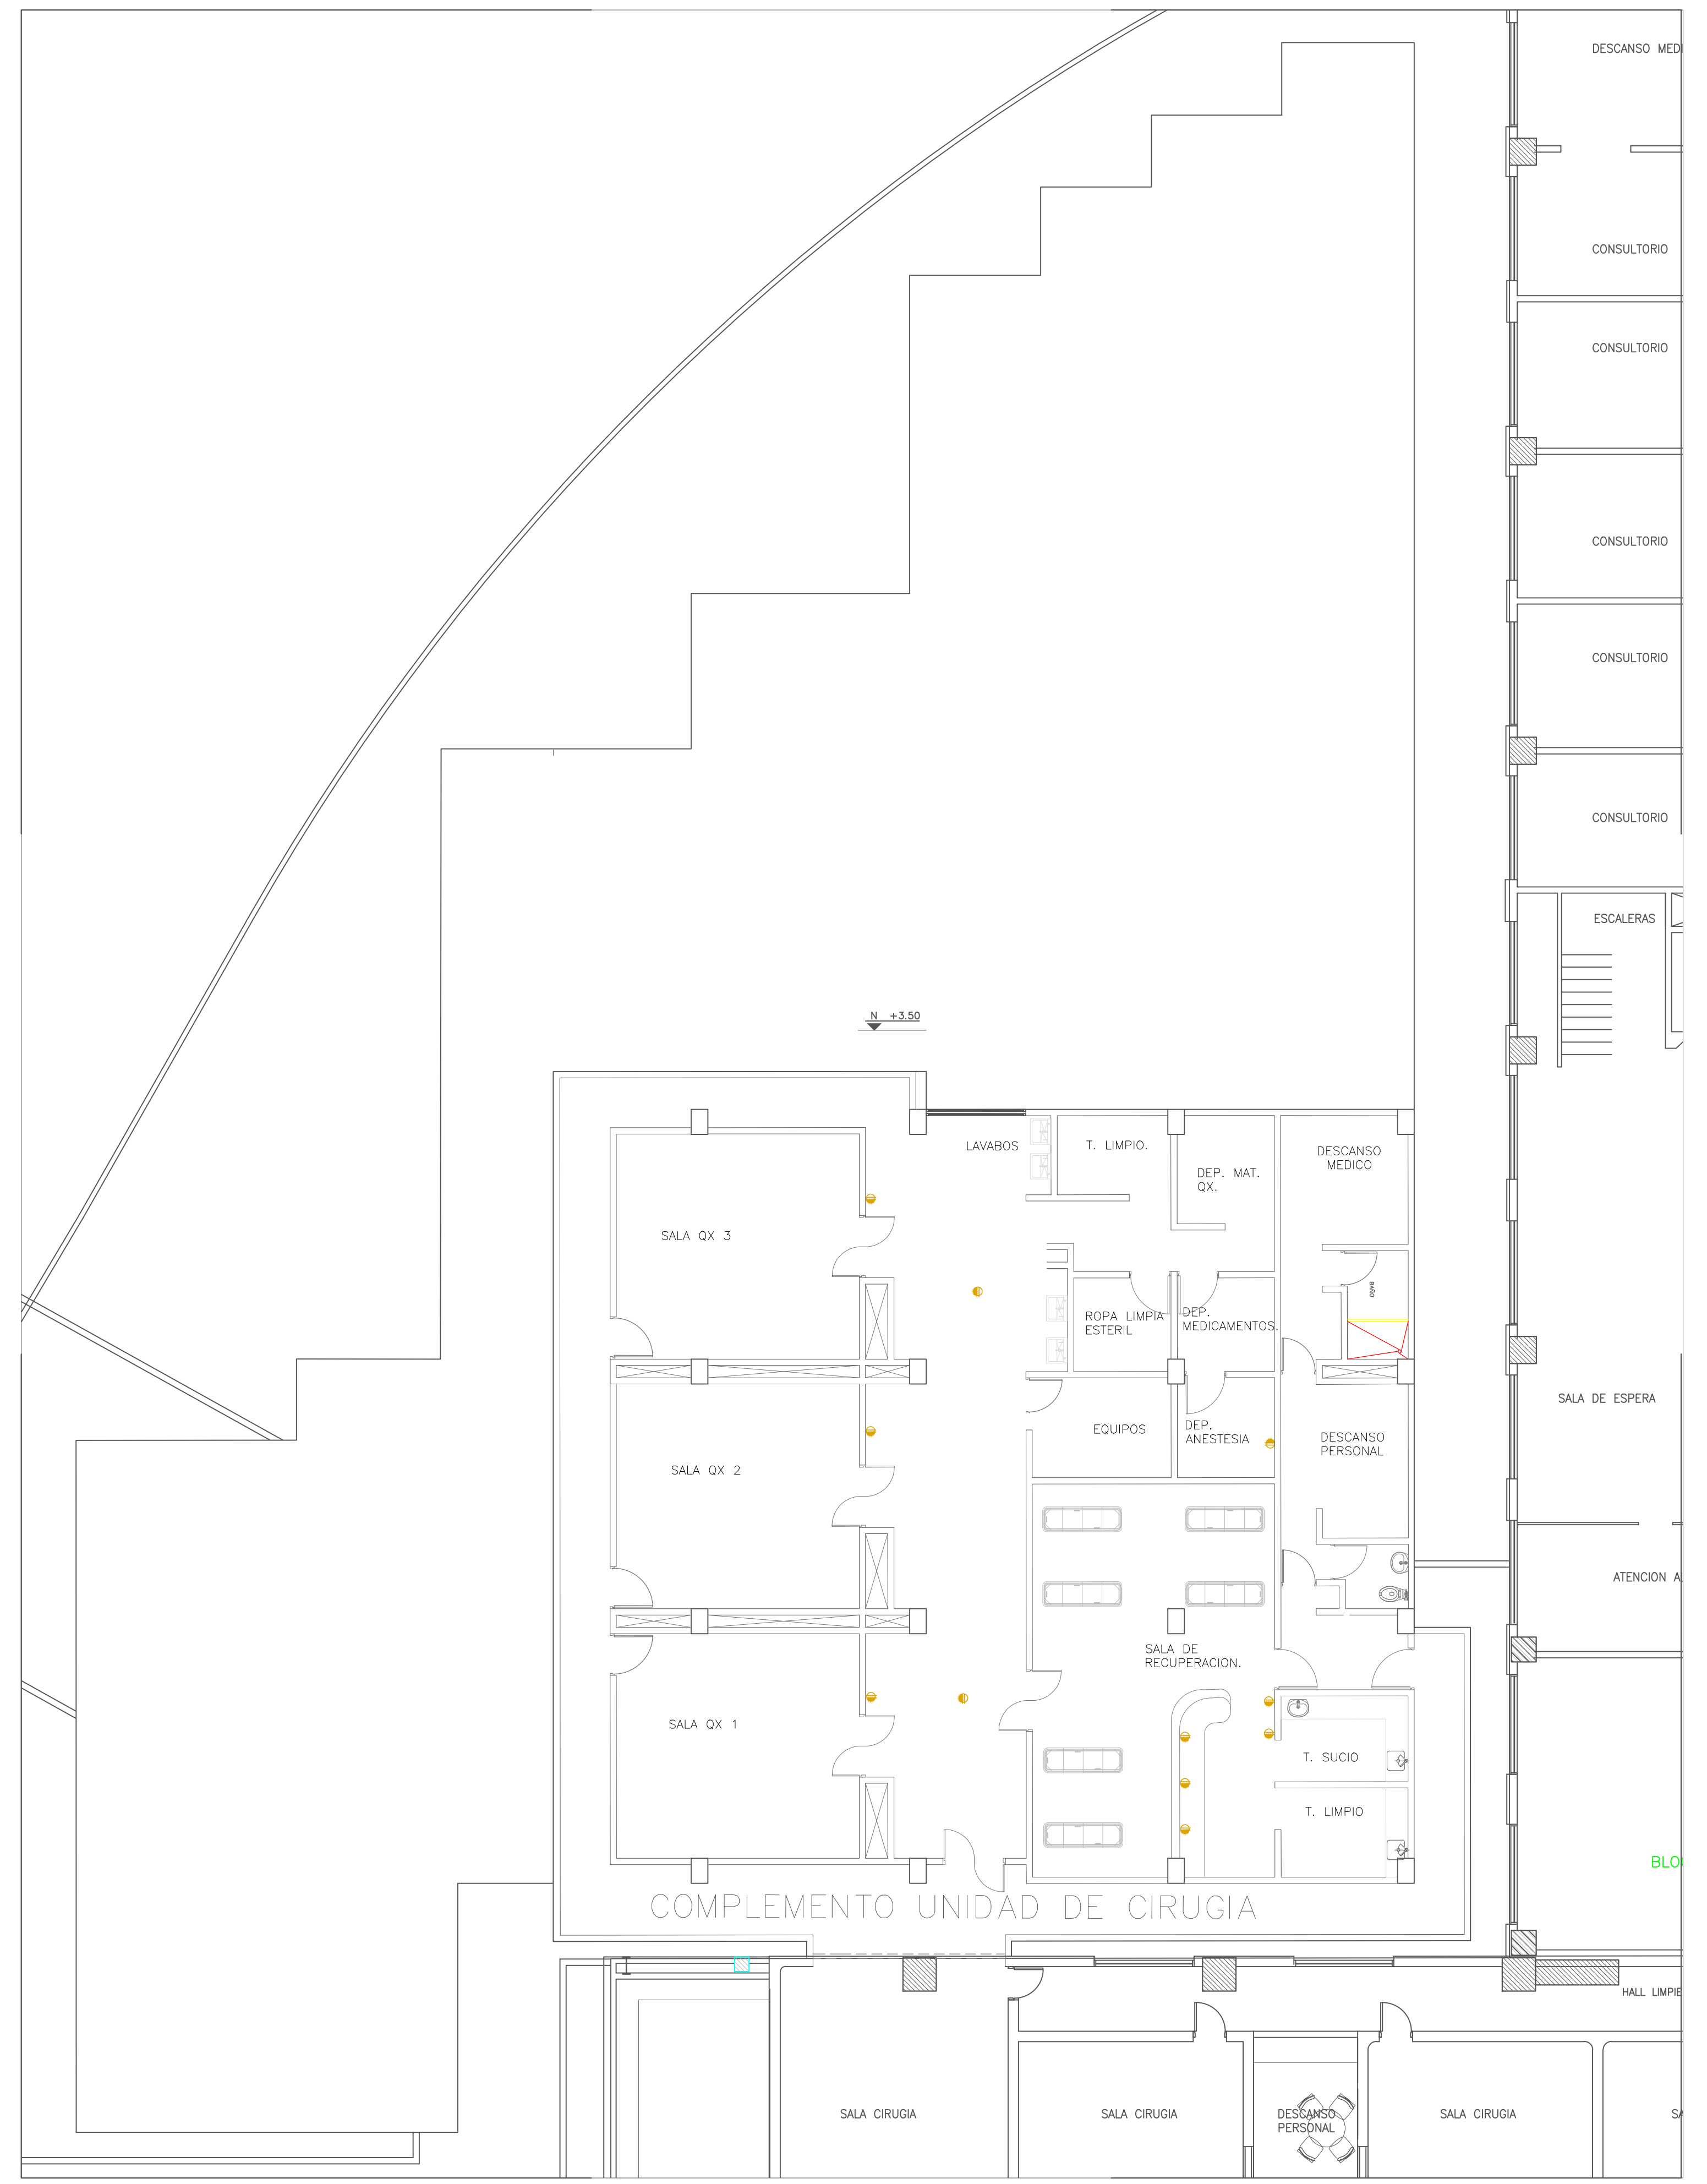 DESCANSO MEDI
CONSULTORIO
CONSULTORIO
CONSULTORIO
CONSULTORIO
CONSULTORIO
ESCALERAS
N +3.50
LAVABOS
T. LIMPIO.
DEP. MAT.
QX.
DESCANSO
MEDICO
SALA QX 3
BAÑO
ROPA LIMPIA
ESTERIL
DEP.
MEDICAMENTOS.
SALA DE ESPERA
EQUIPOS
DEP.
ANESTESIA
DESCANSO
PERSONAL
SALA QX 2
ATENCION A
SALA DE
RECUPERACION.
SALA QX 1
T. SUCIO
T. LIMPIO
BLO
COMPLEMENTO UNIDAD DE CIRUGIA
HALL LIMPIE
SALA CIRUGIA
SALA CIRUGIA
DESCANSO
PERSONAL
SALA CIRUGIA
SA